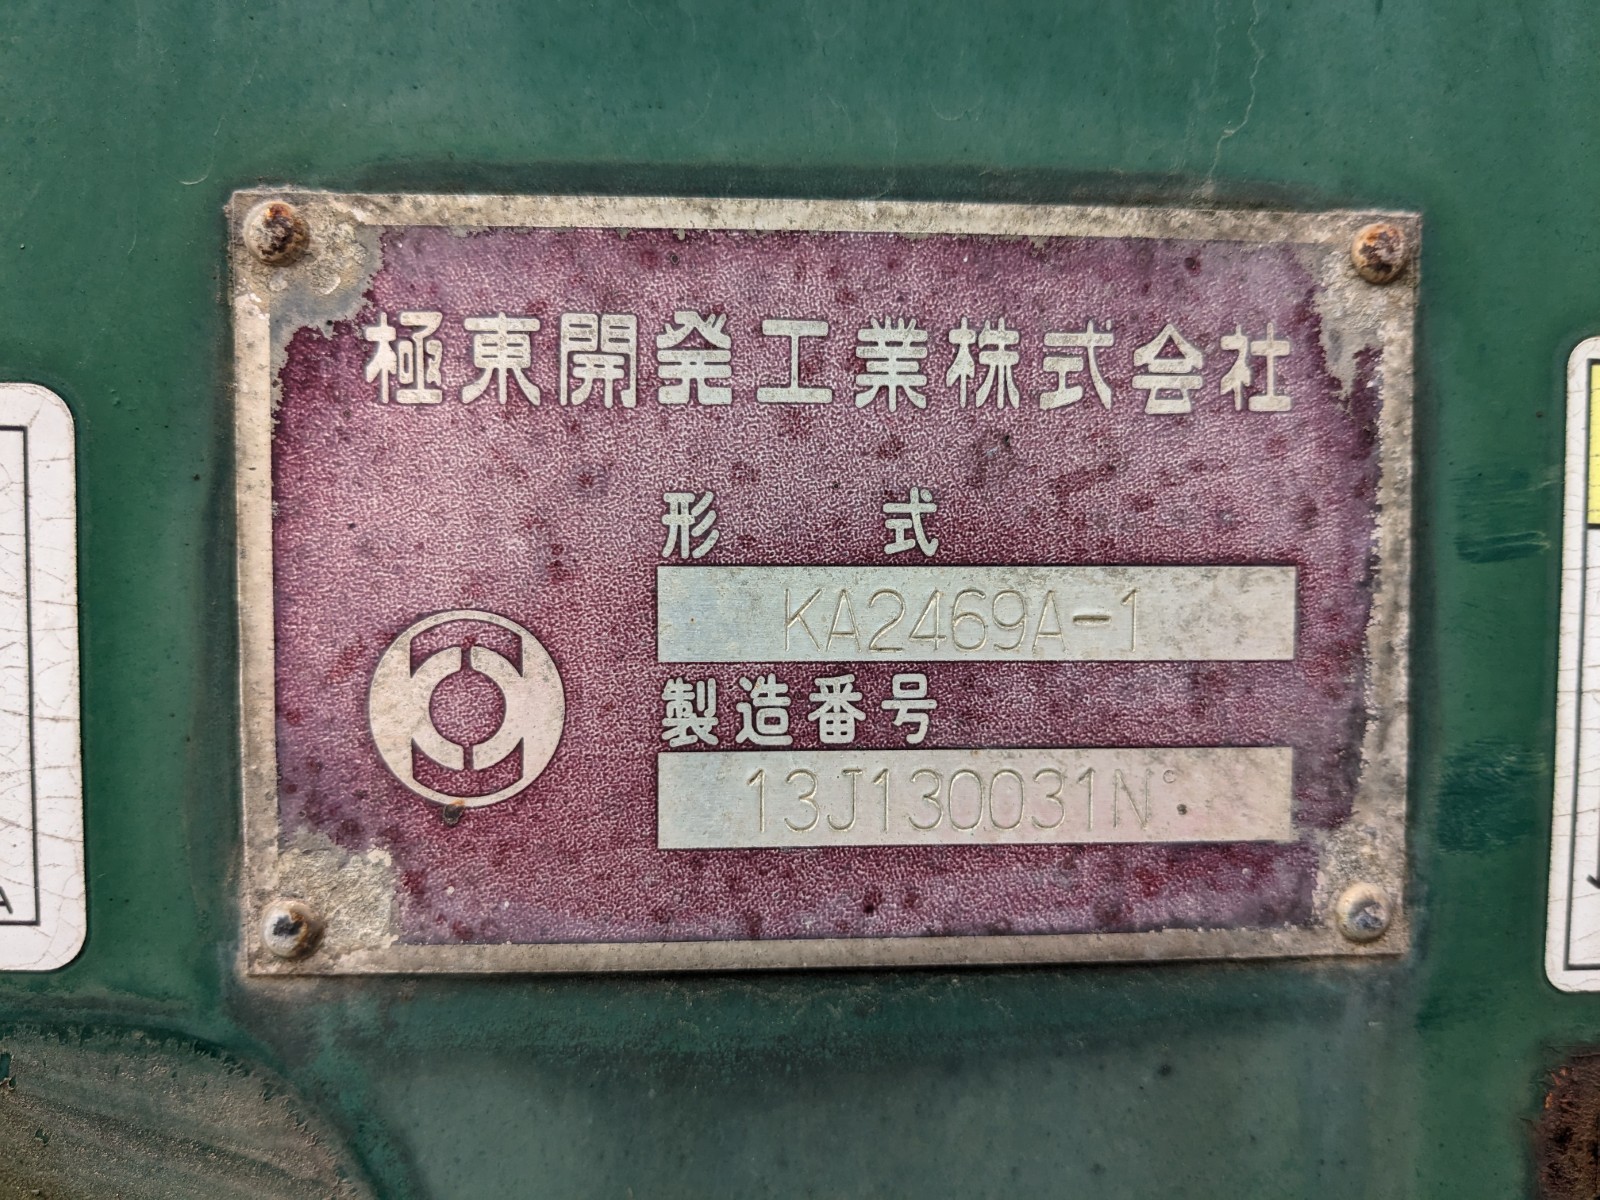 極東開発工業株式会社
形 式
KA2469A-1
製造番号
13J130031N°
A